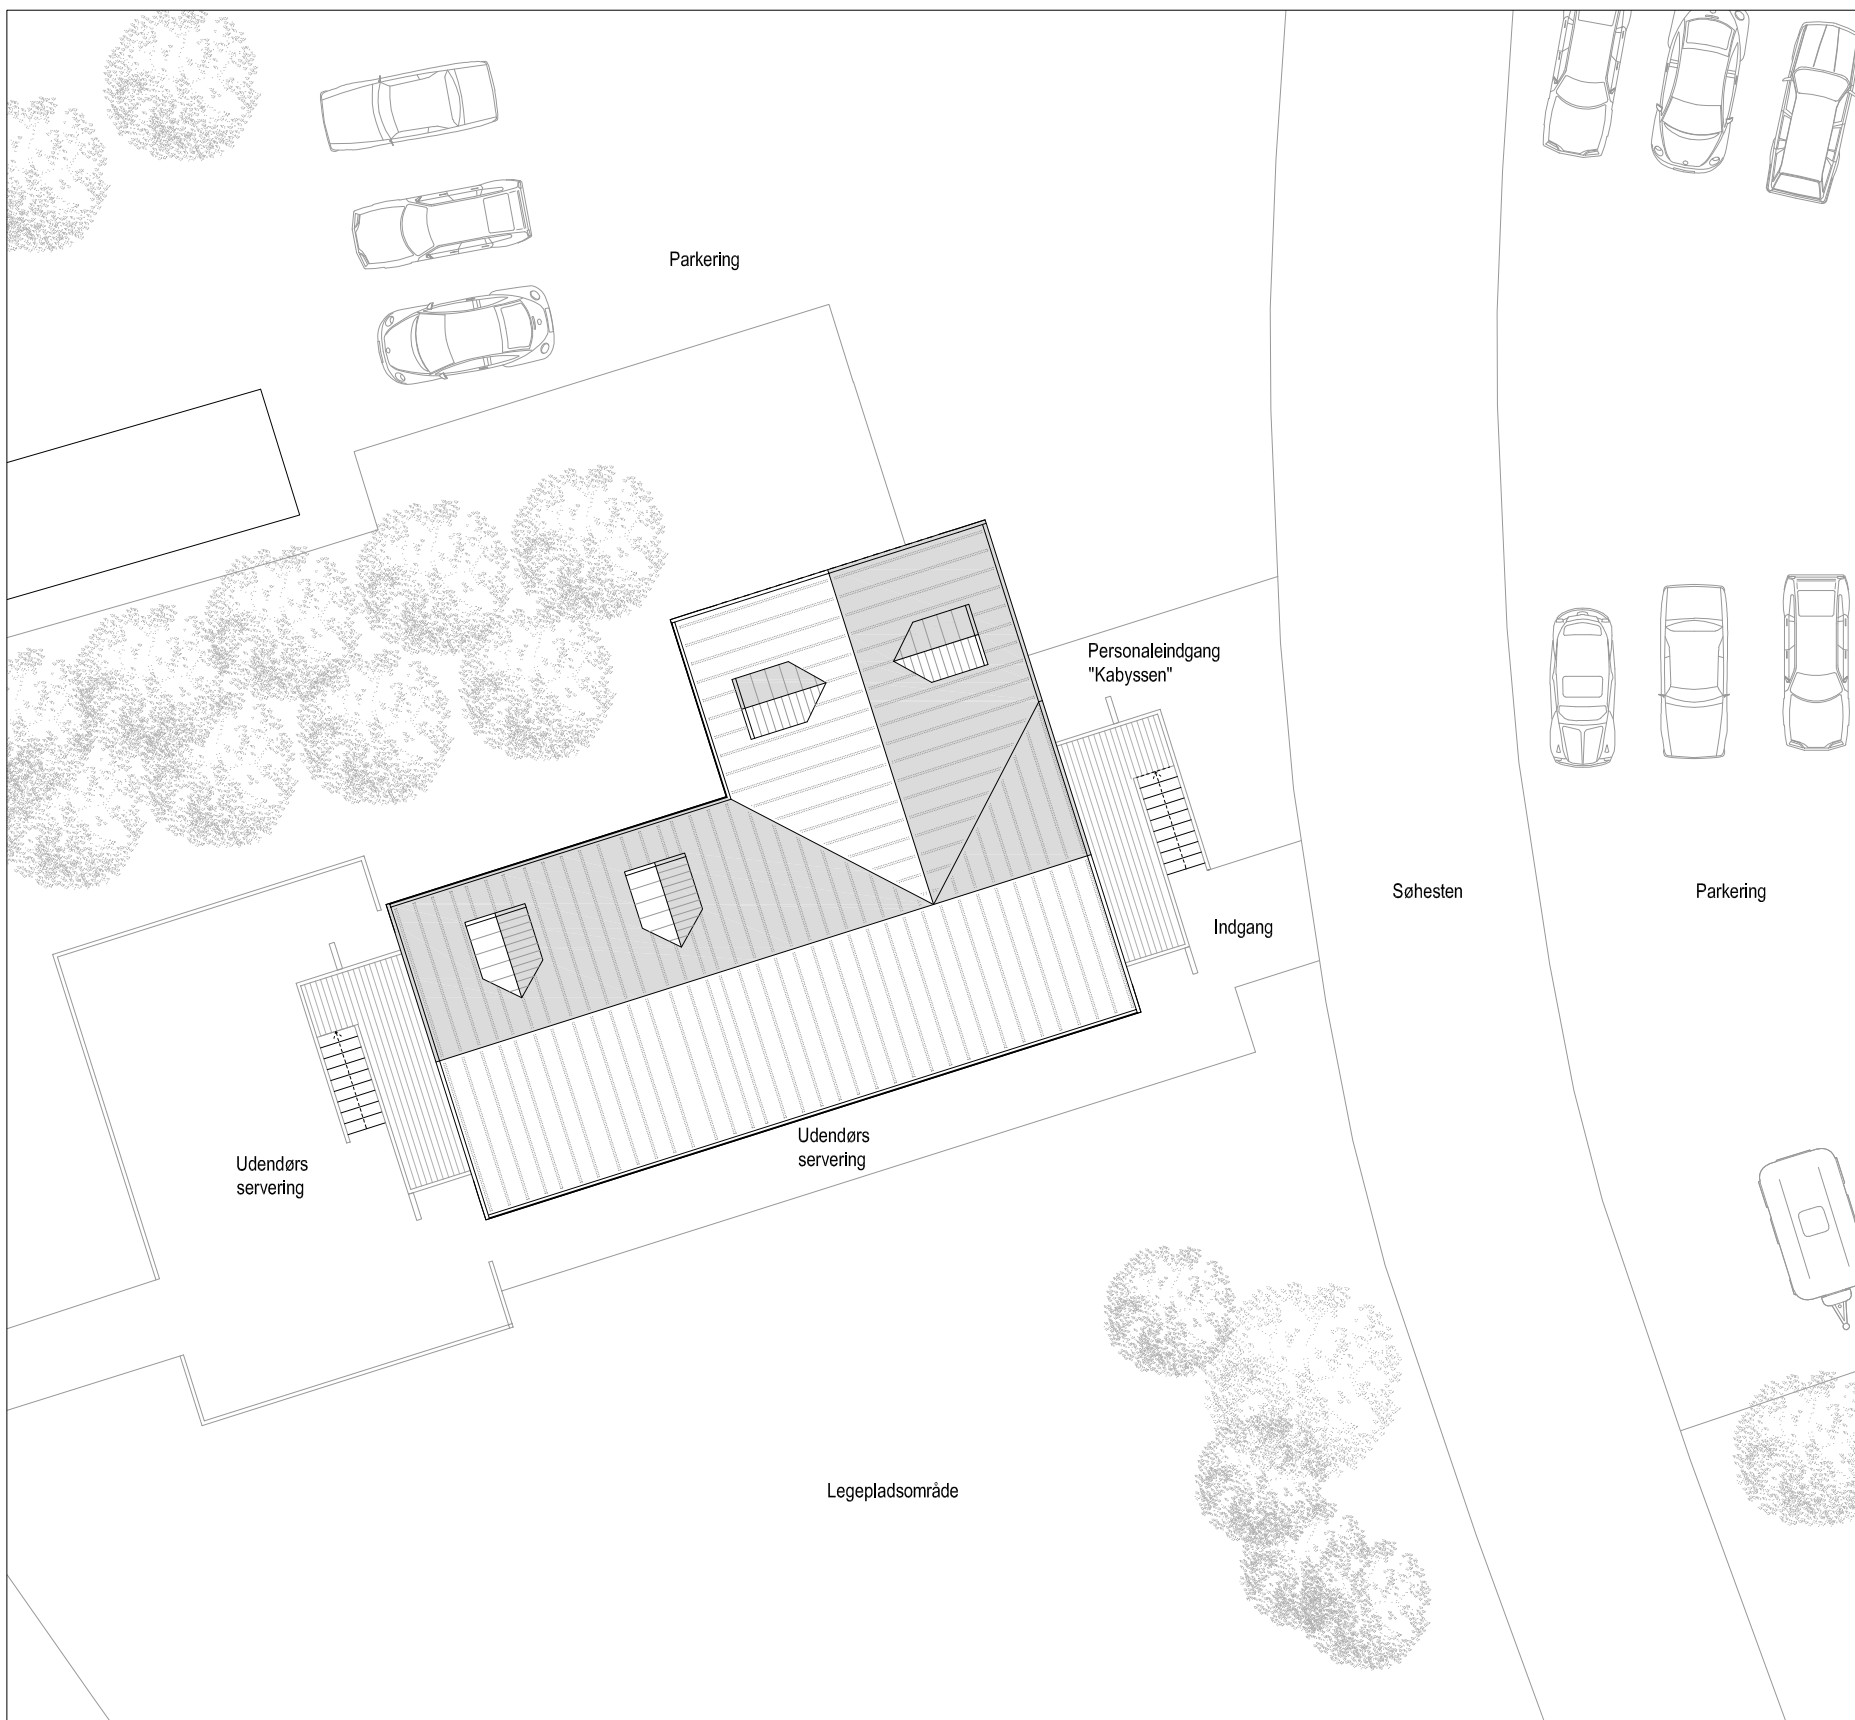 Parkering
Personaleindgang
"Kabyssen"
Søhesten
Parkering
Indgang
Udendørs
servering
Udendørs
servering
Legepladsområde